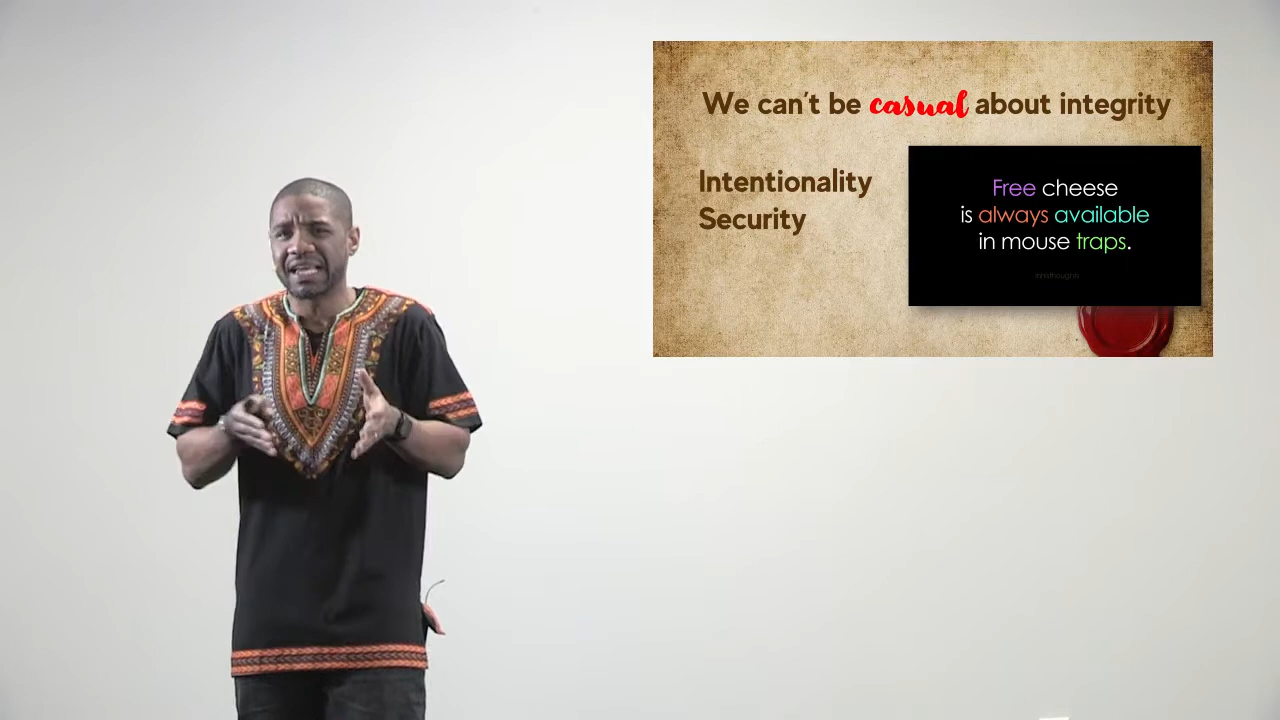 We can't be casual about integrity
Intentionality
Security
Free cheese
is always available
in mouse traps.